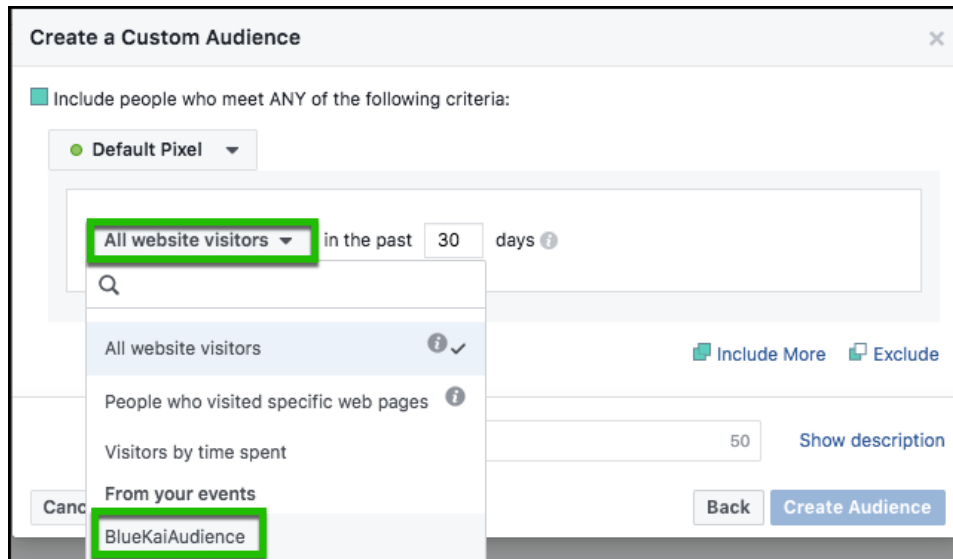 Create a Custom Audience
Include people who meet ANY of the following criteria:
Default Pixel
All website visitors in the past 30 days
All website visitors
People who visited specific web pages
Include More Exclude
Visitors by time spent
50 Show description
From your events
Back Create Audience
BlueKaiAudience